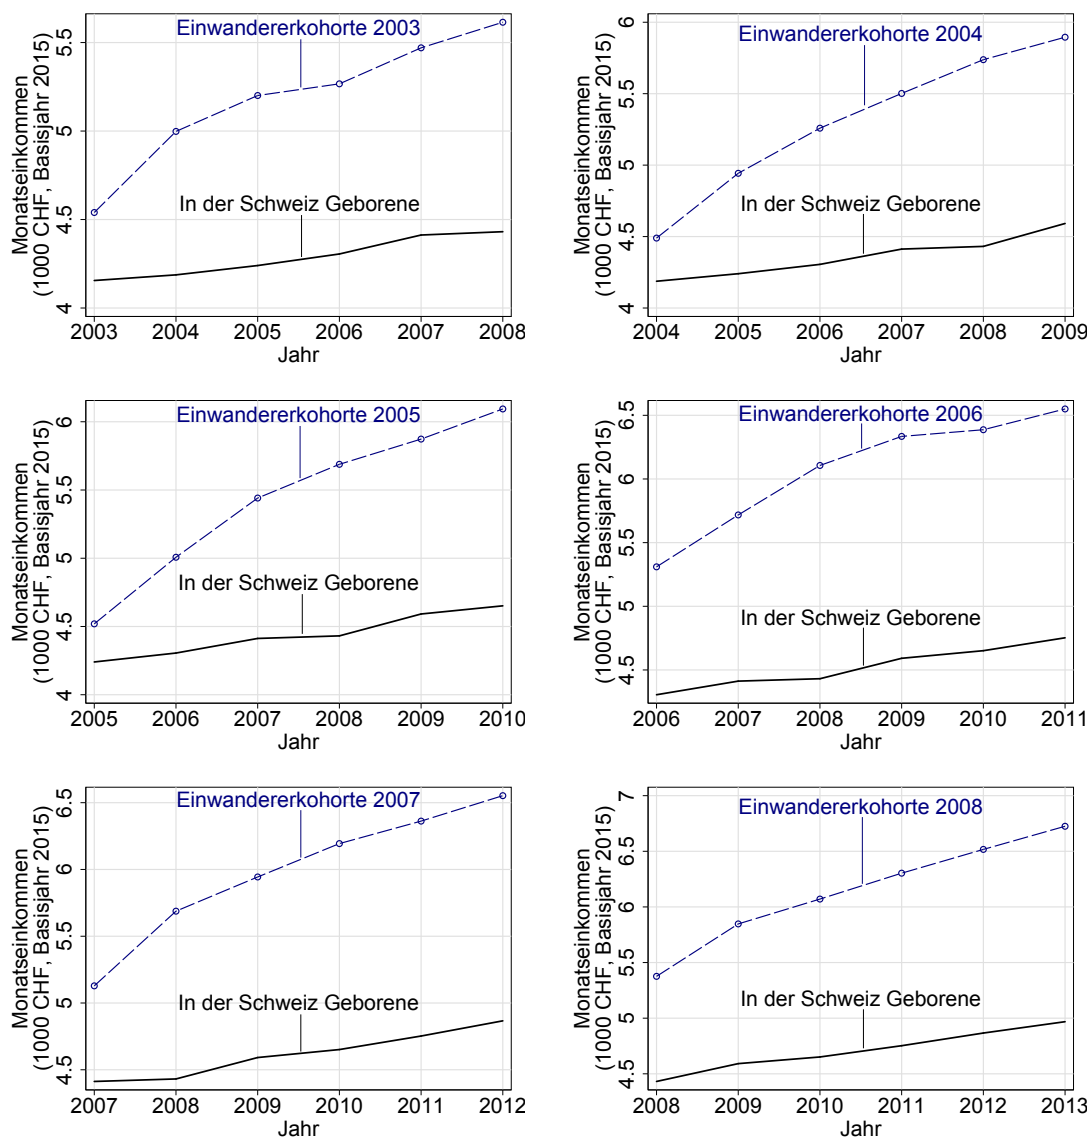 Einwandererkohorte 2003
In der Schweiz Geborene
Monatseinkommen
(1000 CHF, Basisjahr 2015)
4 4.5 5 5.5
2003 2004 2005 2006 2007 2008
Jahr
Einwandererkohorte 2004
In der Schweiz Geborene
Monatseinkommen
(1000 CHF, Basisjahr 2015)
4 4.5 5 5.5 6
2004 2005 2006 2007 2008 2009
Jahr
Einwandererkohorte 2005
In der Schweiz Geborene
Monatseinkommen
(1000 CHF, Basisjahr 2015)
4 4.5 5 5.5 6
2005 2006 2007 2008 2009 2010
Jahr
Einwandererkohorte 2006
In der Schweiz Geborene
Monatseinkommen
(1000 CHF, Basisjahr 2015)
4.5 5 5.5 6 6.5
2006 2007 2008 2009 2010 2011
Jahr
Einwandererkohorte 2007
In der Schweiz Geborene
Monatseinkommen
(1000 CHF, Basisjahr 2015)
4.5 5 5.5 6 6.5
2007 2008 2009 2010 2011 2012
Jahr
Einwandererkohorte 2008
In der Schweiz Geborene
Monatseinkommen
(1000 CHF, Basisjahr 2015)
4.5 5 5.5 6 6.5 7
2008 2009 2010 2011 2012 2013
Jahr